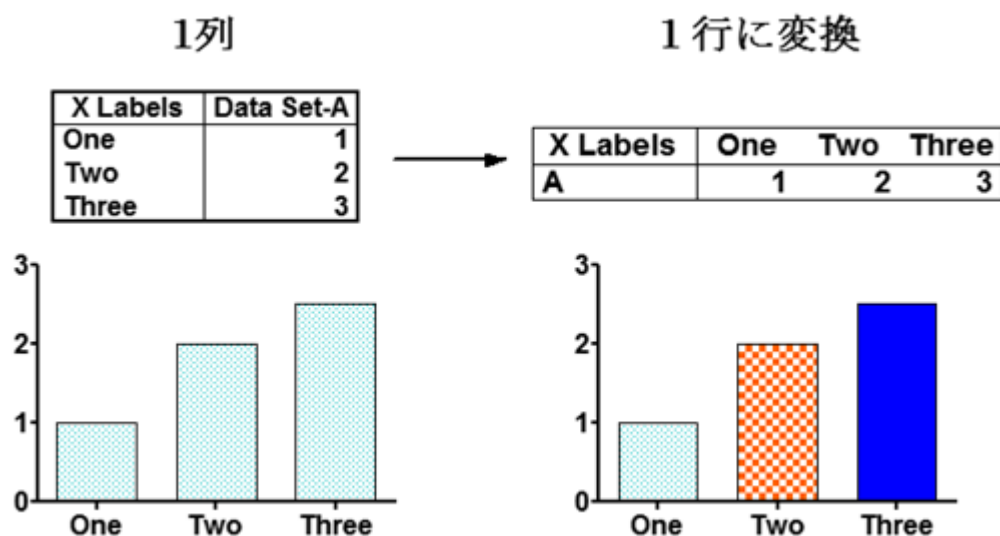 1列
1 行に変換
X Labels Data Set-A
One 1
Two 2
Three 3
X Labels One Two Three
A 1 2 3
3
2
1
0
One Two Three
3
2
1
0
One Two Three